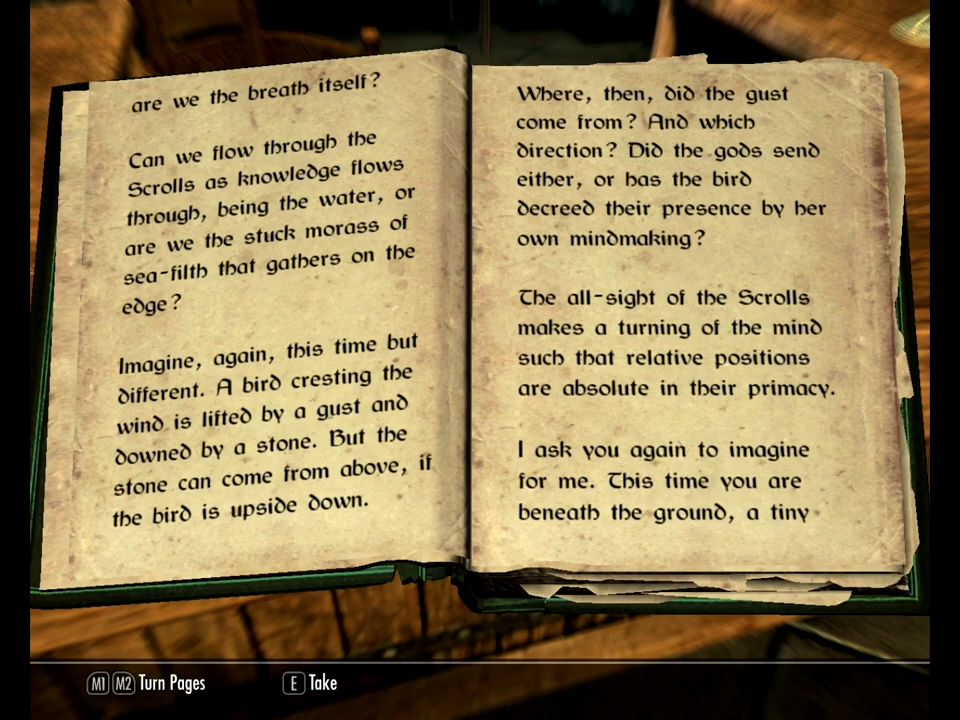 are we the breath itself?
Can we flow through the
Scrolls as knowledge flows
through, being the water, or
are we the stuck morass of
sea-filth that gathers on the
edge?
Imagine, again, this time but
different. A bird cresting the
wind is lifted by a gust and
downed by a stone. But the
stone can come from above, if
the bird is upside down.
Where, then, did the gust
come from? And which
direction? Did the gods send
either, or has the bird
decreed their presence by her
own mindmaking?
The all-sight of the Scrolls
makes a turning of the mind
such that relative positions
are absolute in their primacy.
I ask you again to imagine
for me. This time you are
beneath the ground, a tiny
M1 M2 Turn Pages
E Take